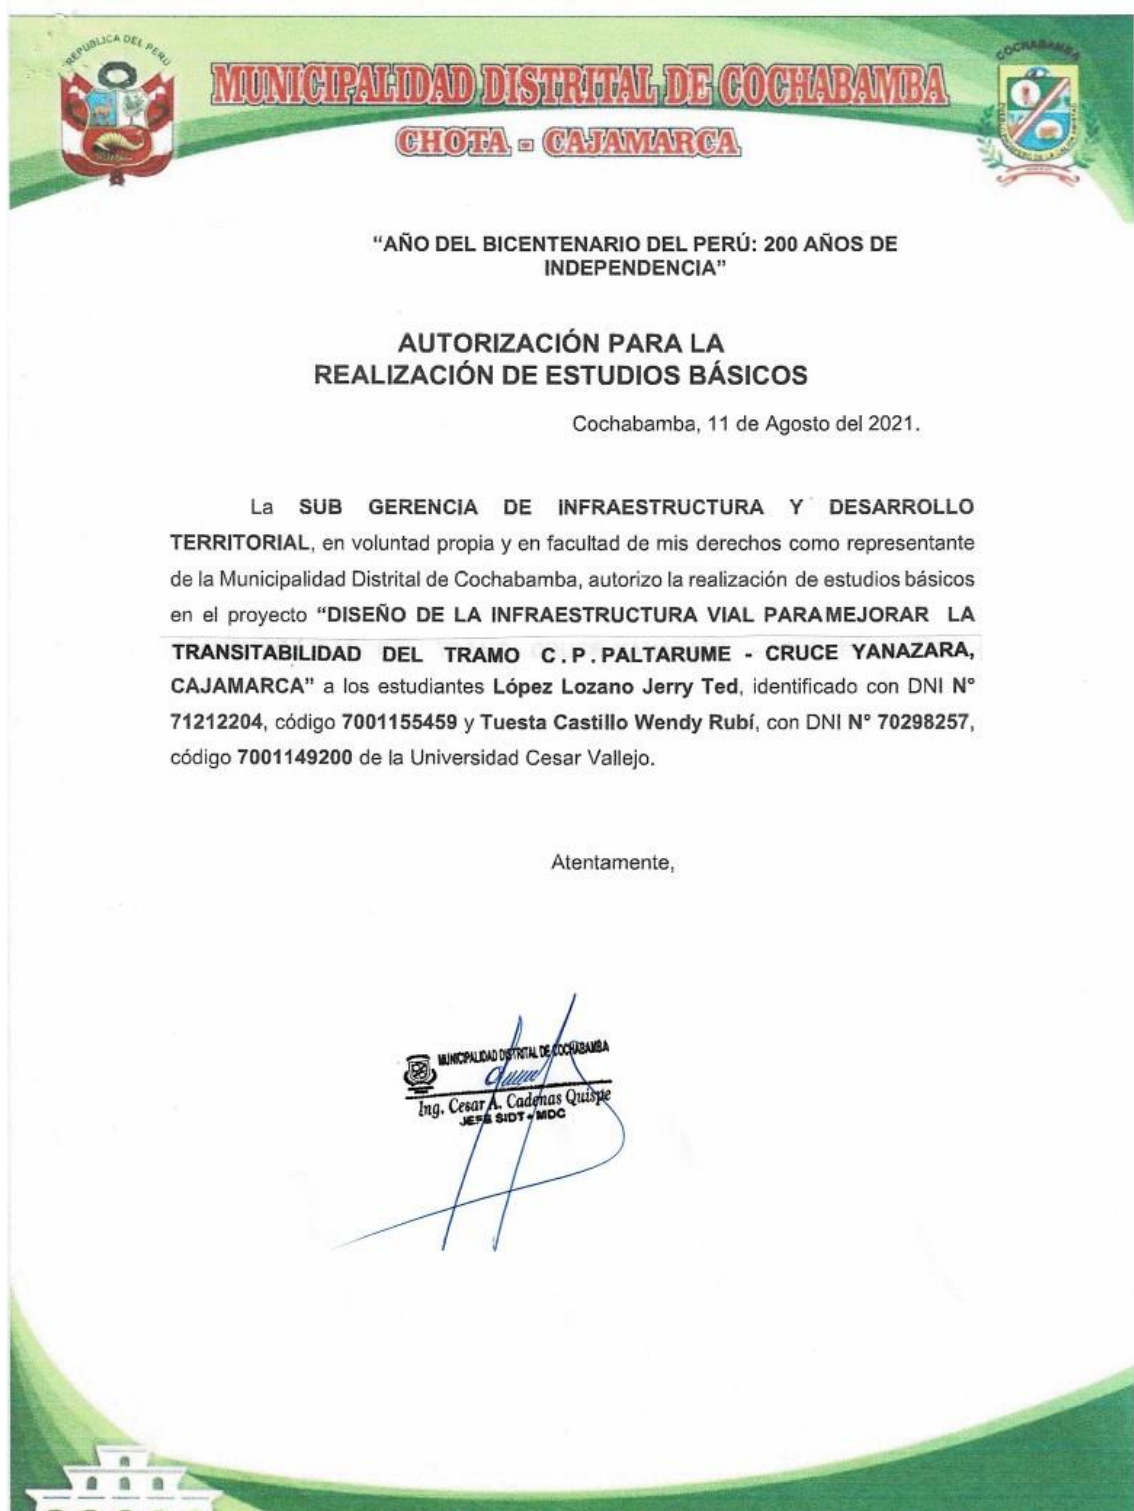 REPUBLICA DEL PERU
COCHABAMBA
MUNICIPALIDAD DISTRITAL DE COCHABAMBA
CHOTA - CAJAMARCA
“AÑO DEL BICENTENARIO DEL PERÚ: 200 AÑOS DE
INDEPENDENCIA”
AUTORIZACIÓN PARA LA
REALIZACIÓN DE ESTUDIOS BÁSICOS
Cochabamba, 11 de Agosto del 2021.
La SUB GERENCIA DE INFRAESTRUCTURA Y DESARROLLO
TERRITORIAL, en voluntad propia y en facultad de mis derechos como representante
de la Municipalidad Distrital de Cochabamba, autorizo la realización de estudios básicos
en el proyecto “DISEÑO DE LA INFRAESTRUCTURA VIAL PARAMEJORAR LA
TRANSITABILIDAD DEL TRAMO C.P.PALTARUME - CRUCE YANAZARA,
CAJAMARCA” a los estudiantes López Lozano Jerry Ted, identificado con DNI N°
71212204, código 7001155459 y Tuesta Castillo Wendy Rubí, con DNI N° 70298257,
código 7001149200 de la Universidad Cesar Vallejo.
Atentamente,
MUNICIPALIDAD DISTRITAL DE COCHABAMBA
Ing. Cesar A. Cadenas Quispe
JEFE SIDT - MDC